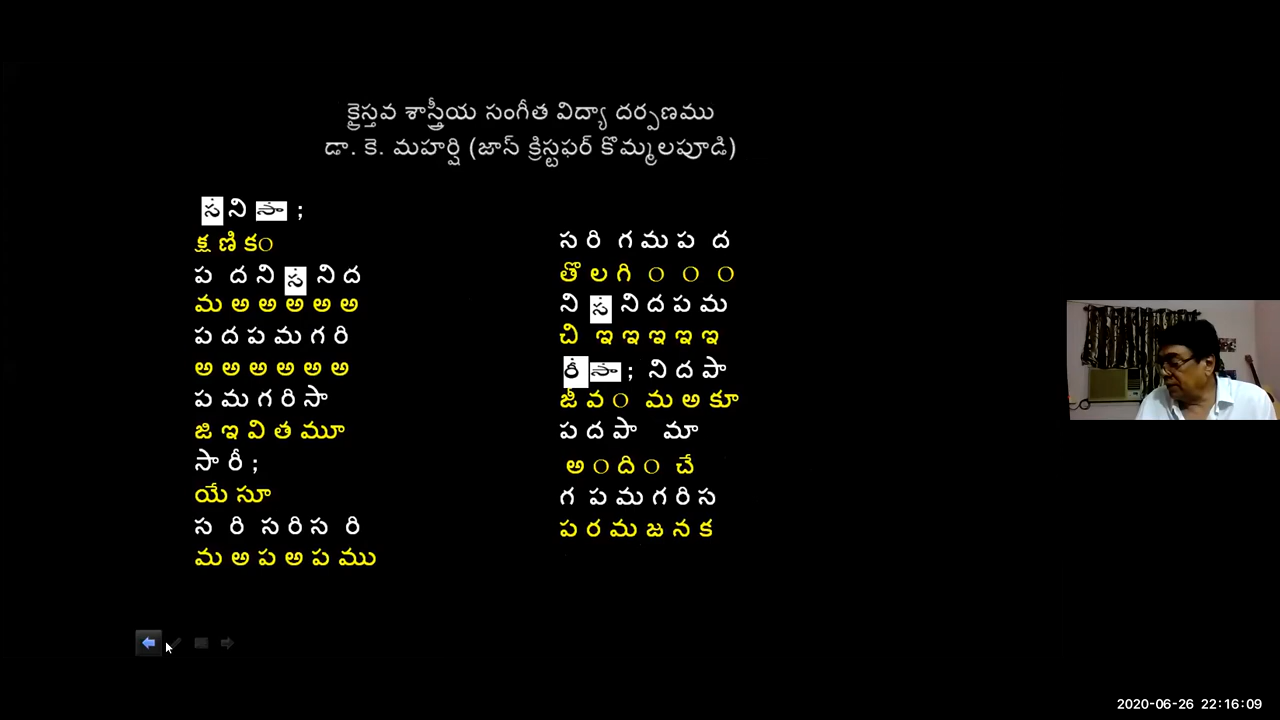 క్రైస్తవ శాస్త్రీయ సంగీత విద్యా దర్పణము
డా. కె. మహర్షి (జాస్ క్రిస్టఫర్ కొమ్మలపూడి)
స ని సా ;
క్ష ణి కం
ప ద ని స ని ద
మ అ అ అ అ అ
ప ద ప మ గ రి
అ అ అ అ అ అ
ప మ గ రి సా
జి ఇ వి త మూ
సా రీ ;
యే సూ
స రి స రి స రి
మ అ ప అ ప ము
స రి గ మ ప ద
తొ ల గి ం ం ం
ని స ని ద ప మ
చి ఇ ఇ ఇ ఇ ఇ
రీ సా ; ని ద పా
జీ వ ం మ అ కూ
ప ద పా మా
అ ం ది ం చే
గ ప మ గ రి స
ప ర మ జ న క
2020-06-26 22:16:09